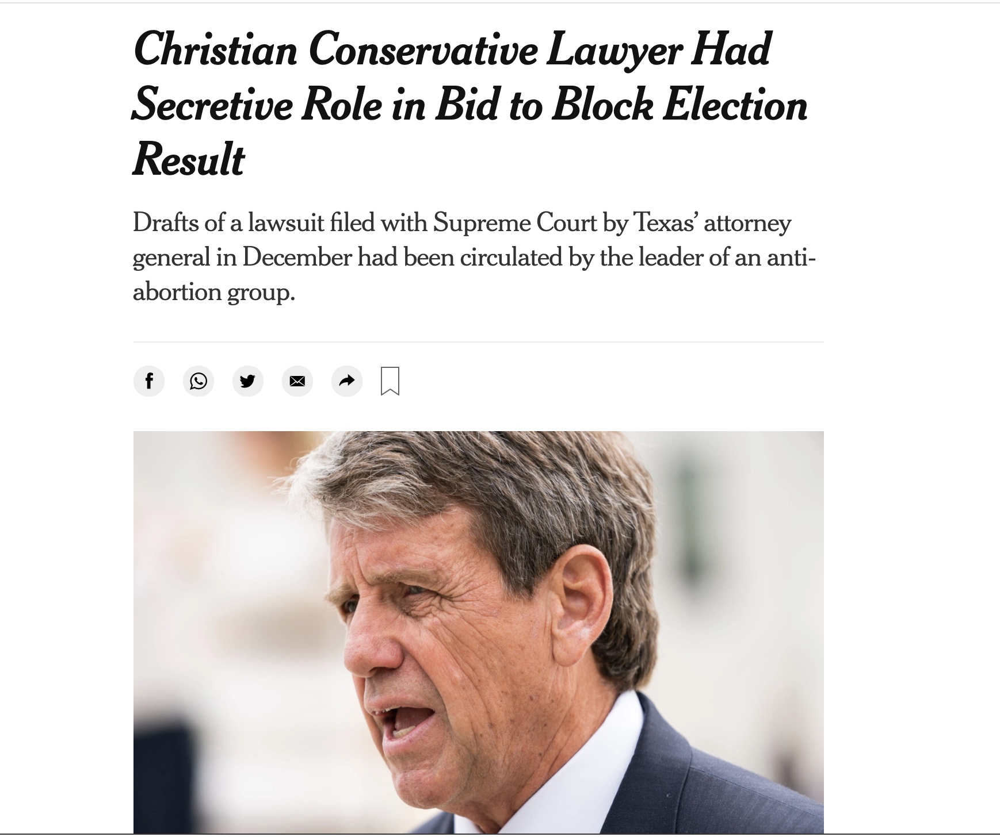 Christian Conservative Lawyer Had
Secretive Role in Bid to Block Election
Result
Drafts of a lawsuit filed with Supreme Court by Texas’ attorney
general in December had been circulated by the leader of an anti-
abortion group.